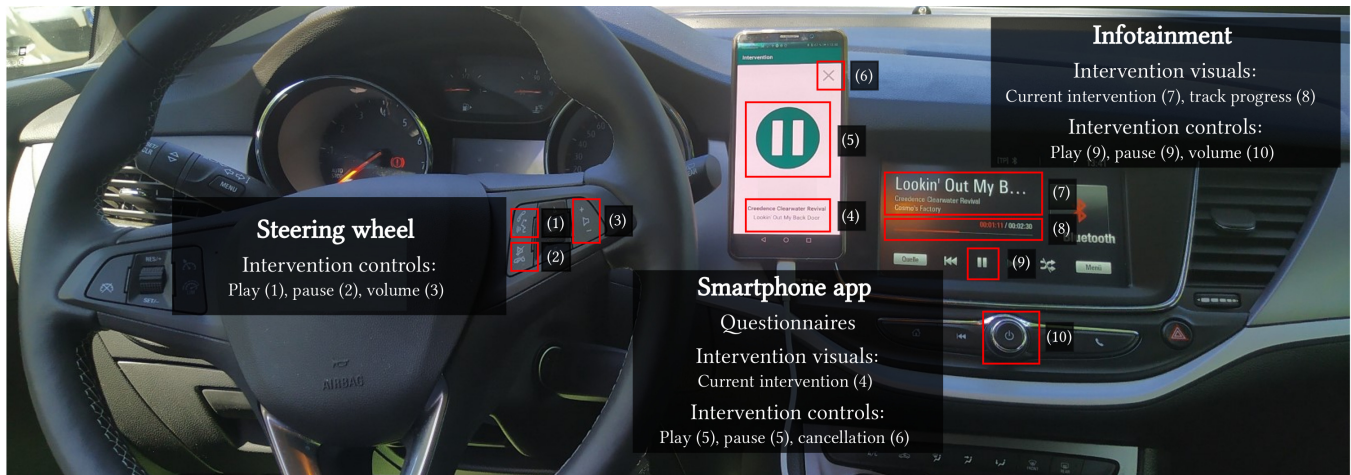 Infotainment
Intervention visuals:
Current intervention (7), track progress (8)
Intervention controls:
Play (9), pause (9), volume (10)
Intervention
(6)
(5)
Creedence Clearwater Revival
Lookin' Out My Back Door
(4)
Lookin' Out My B...
Creedence Clearwater Revival
Cosmo's Factory
(7)
00:01:11 / 00:02:30
(8)
Bluetooth
Quelle
(9)
Menü
(10)
MENU
Steering wheel
Intervention controls:
Play (1), pause (2), volume (3)
(1)
(2)
(3)
AIRBAG
Smartphone app
Questionnaires
Intervention visuals:
Current intervention (4)
Intervention controls:
Play (5), pause (5), cancellation (6)